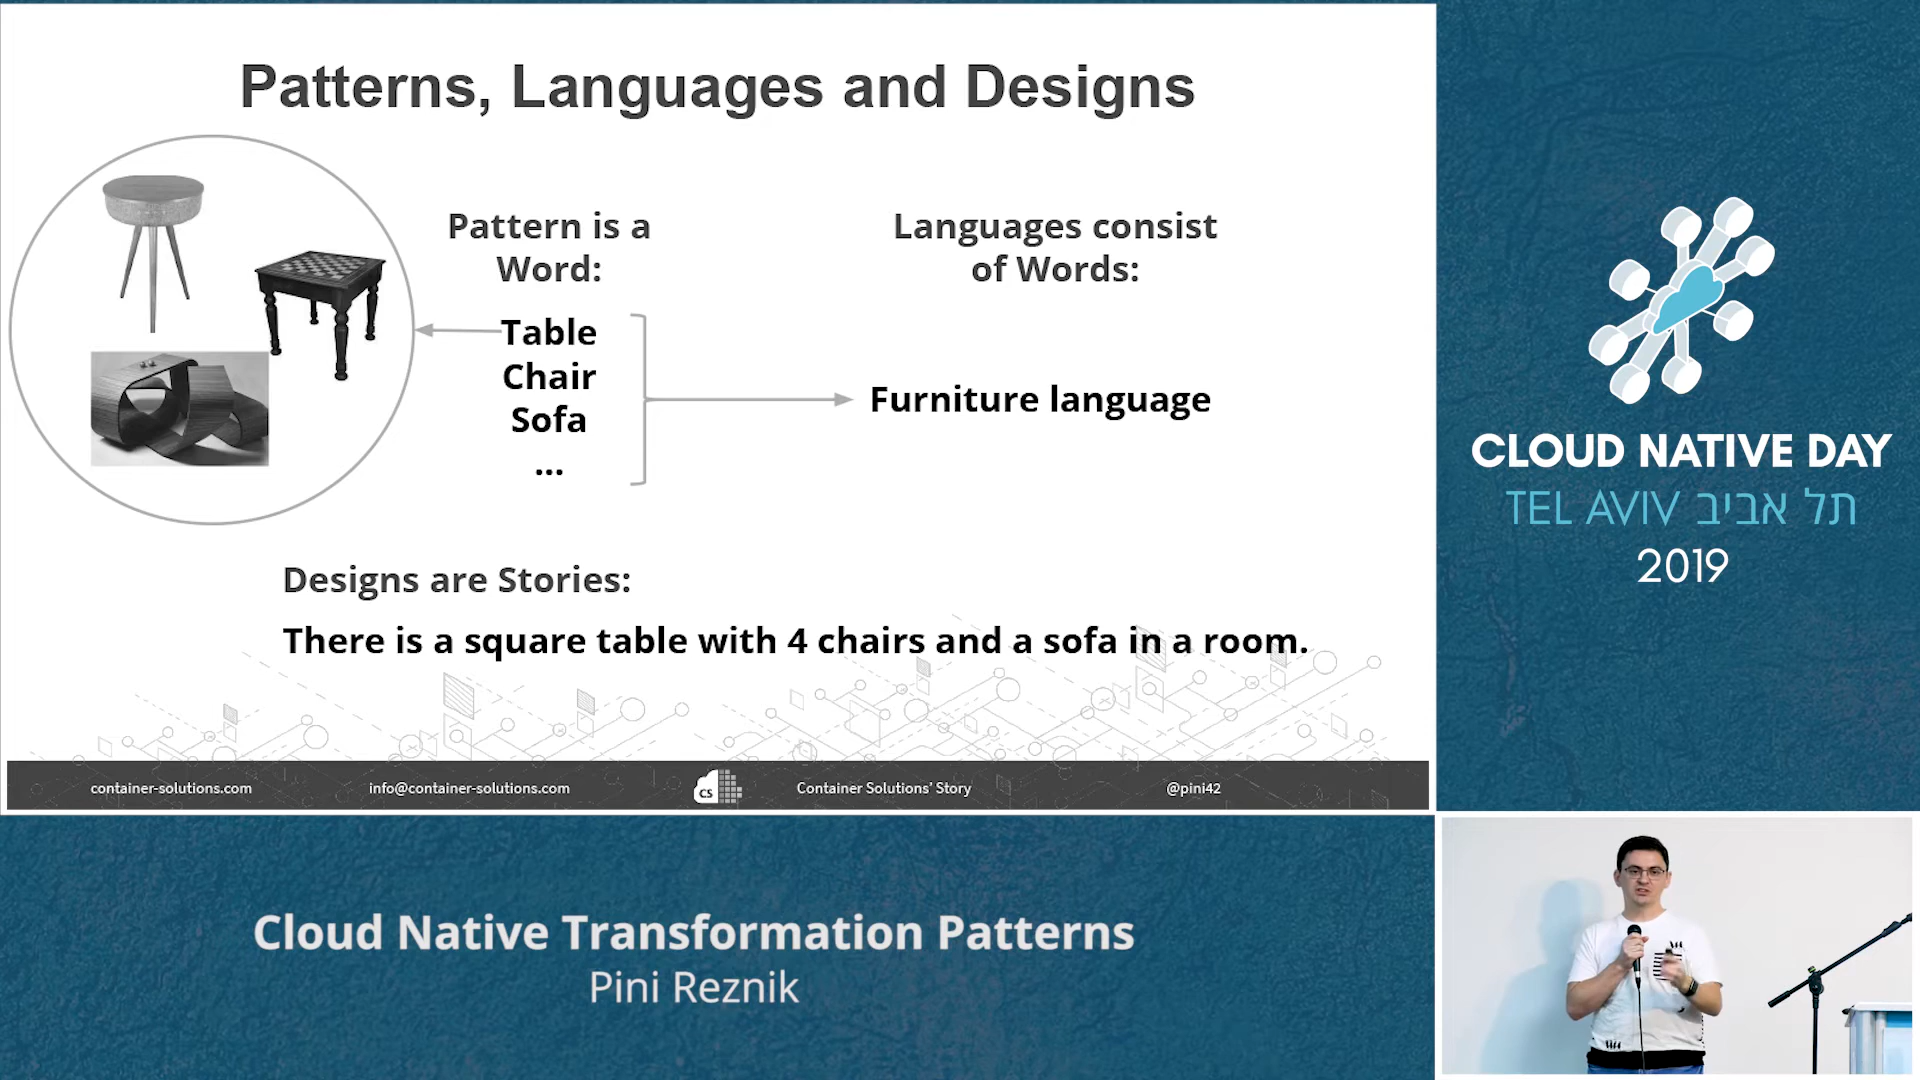 Patterns, Languages and Designs
Pattern is a
Word:
Table
Chair
Sofa
...
Languages consist
of Words:
Furniture language
Designs are Stories:
There is a square table with 4 chairs and a sofa in a room.
container-solutions.com
info@container-solutions.com
CS
Container Solutions' Story
@pini42
CLOUD NATIVE DAY
TEL AVIV תל אביב
2019
Cloud Native Transformation Patterns
Pini Reznik